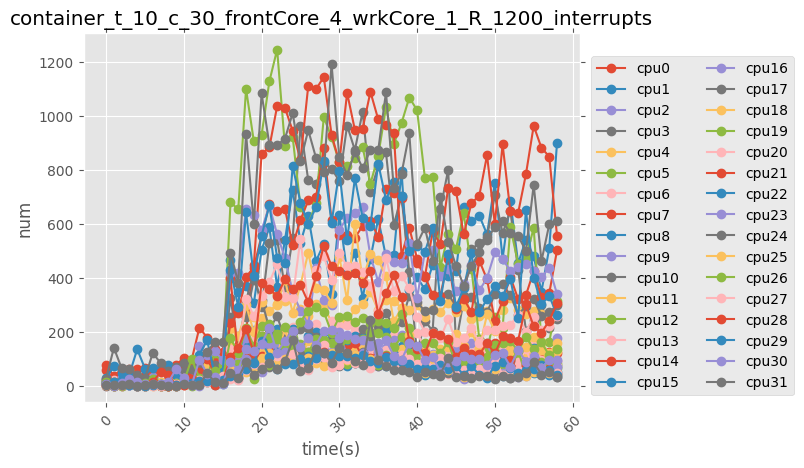 container_t_10_c_30_frontCore_4_wrkCore_1_R_1200_interrupts
num
1200
1000
800
600
400
200
0
0
10
20
30
40
50
60
time(s)
cpu0
cpu1
cpu2
cpu3
cpu4
cpu5
cpu6
cpu7
cpu8
cpu9
cpu10
cpu11
cpu12
cpu13
cpu14
cpu15
cpu16
cpu17
cpu18
cpu19
cpu20
cpu21
cpu22
cpu23
cpu24
cpu25
cpu26
cpu27
cpu28
cpu29
cpu30
cpu31